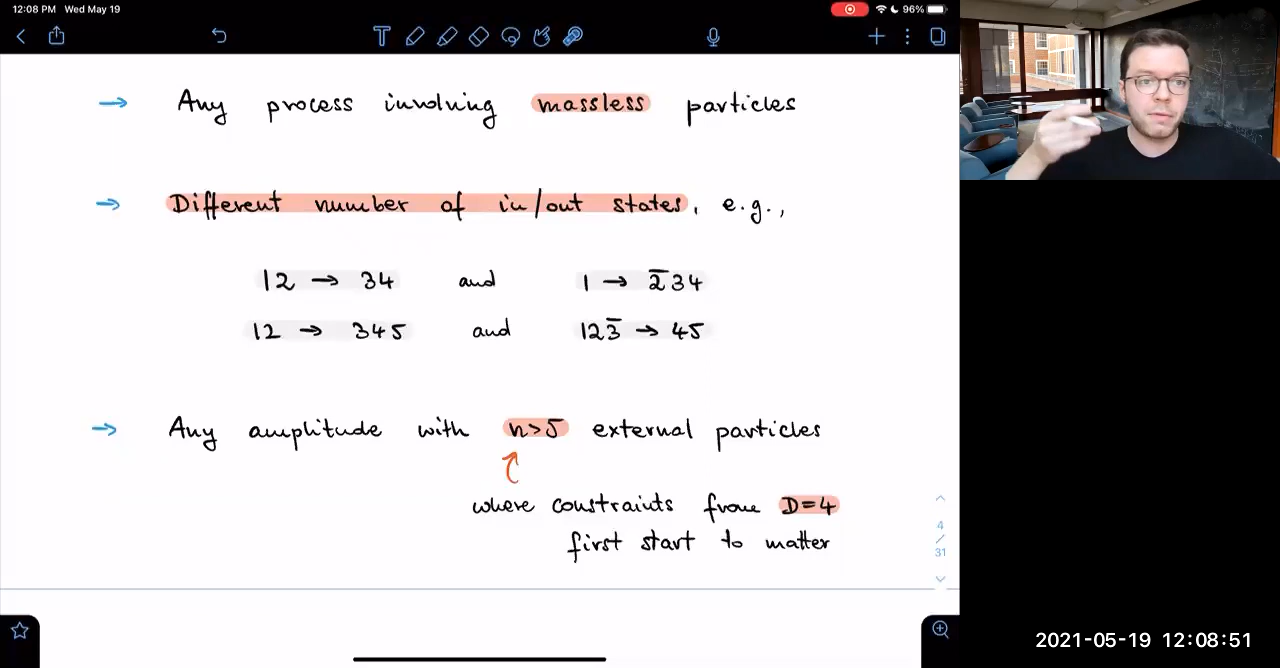 12:08 PM Wed May 19
96%
→ Any process involving massless particles
→ Different number of in/out states, e.g.,
12 → 34 and 1 → 2̅34
12 → 345 and 123̅ → 45
→ Any amplitude with n>5 external particles
where constraints from D=4
first start to matter
4
/
31
2021-05-19 12:08:51